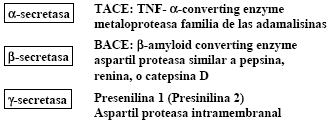 α-secretasa
TACE: TNF- α-converting enzyme
metaloproteasa familia de las adamalisinas
β-secretasa
BACE: β-amyloid converting enzyme
aspartil proteasa similar a pepsina,
renina, o catepsina D
γ-secretasa
Presenilina 1 (Presinilina 2)
Aspartil proteasa intramembranal